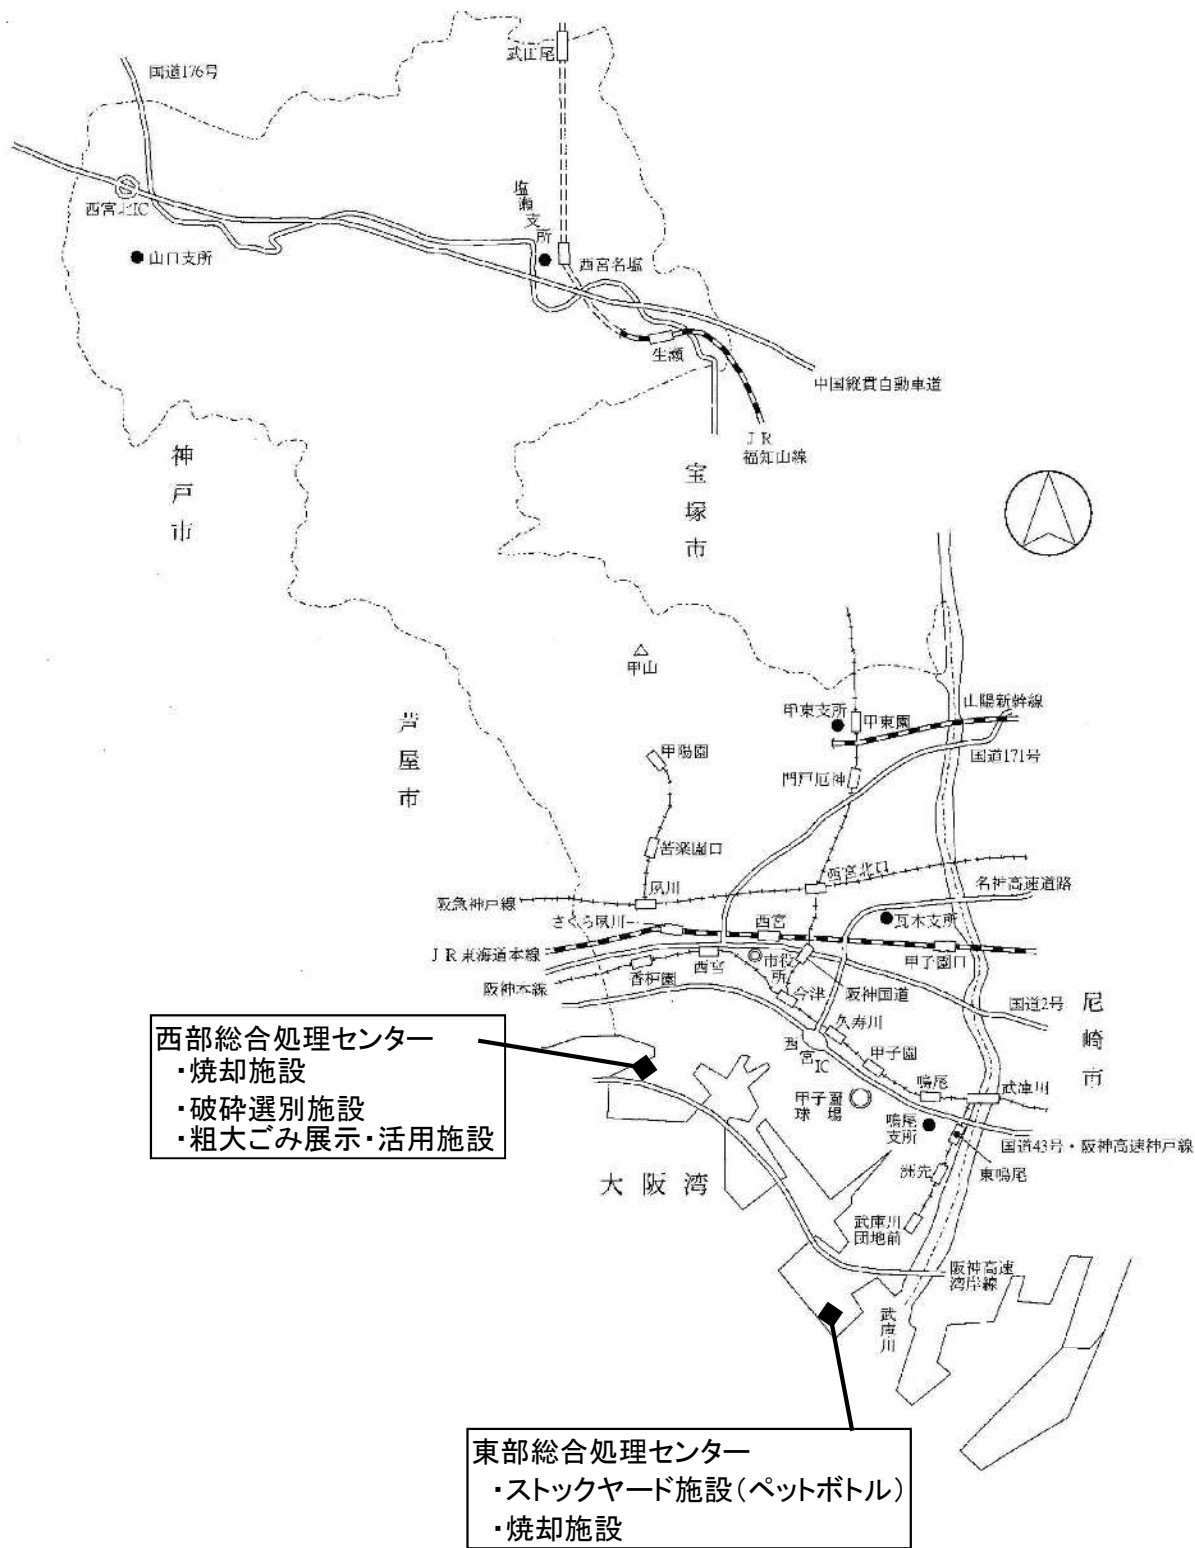 武田尾
国道176号
西宮北IC
塩瀬支所
山口支所
西宮名塩
生瀬
中国縦貫自動車道
JR
福知山線
神戸市
宝塚市
甲山
芦屋市
甲東支所
甲東園
山陽新幹線
国道171号
甲陽園
門戸厄神
苦楽園口
西宮北口
夙川
名神高速道路
阪急神戸線
さくら夙川
西宮
瓦木支所
JR東海道本線
市役所
甲子園口
西宮
香枦園
阪神本線
今津
阪神国道
国道2号
尼崎市
久寿川
西宮IC
甲子園
鳴尾
武庫川
甲子園
球場
鳴尾
支所
国道43号・阪神高速神戸線
東鳴尾
洲先
大阪湾
武庫川
団地前
阪神高速
湾岸線
武庫川
西部総合処理センター
・焼却施設
・破砕選別施設
・粗大ごみ展示・活用施設
東部総合処理センター
・ストックヤード施設(ペットボトル)
・焼却施設